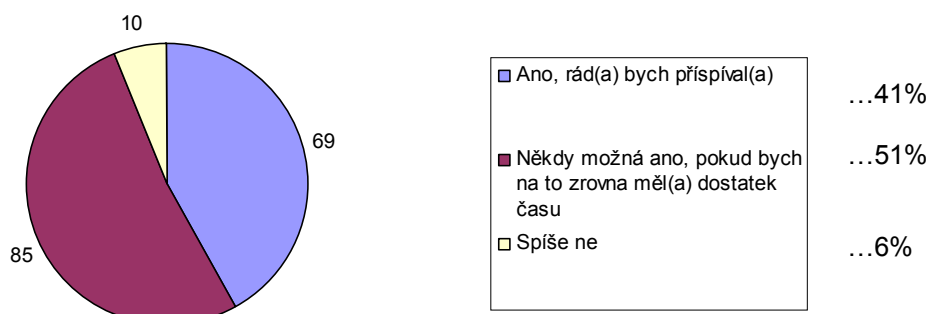 10
69
85
Ano, rád(a) bych příspíval(a)
…41%
Někdy možná ano, pokud bych
na to zrovna měl(a) dostatek
času
…51%
Spíše ne
…6%